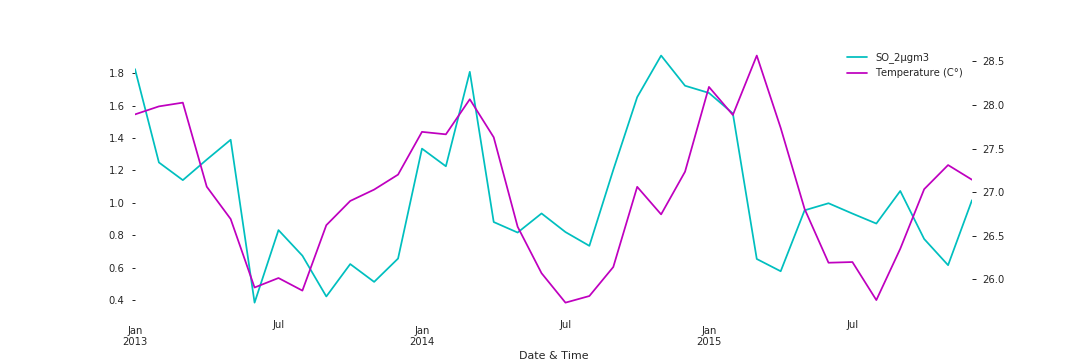 SO_2µgm3
Temperature (C°)
1.8
1.6
1.4
1.2
1.0
0.8
0.6
0.4
28.5
28.0
27.5
27.0
26.5
26.0
Jan
2013
Jul
Jan
2014
Jul
Jan
2015
Jul
Date & Time